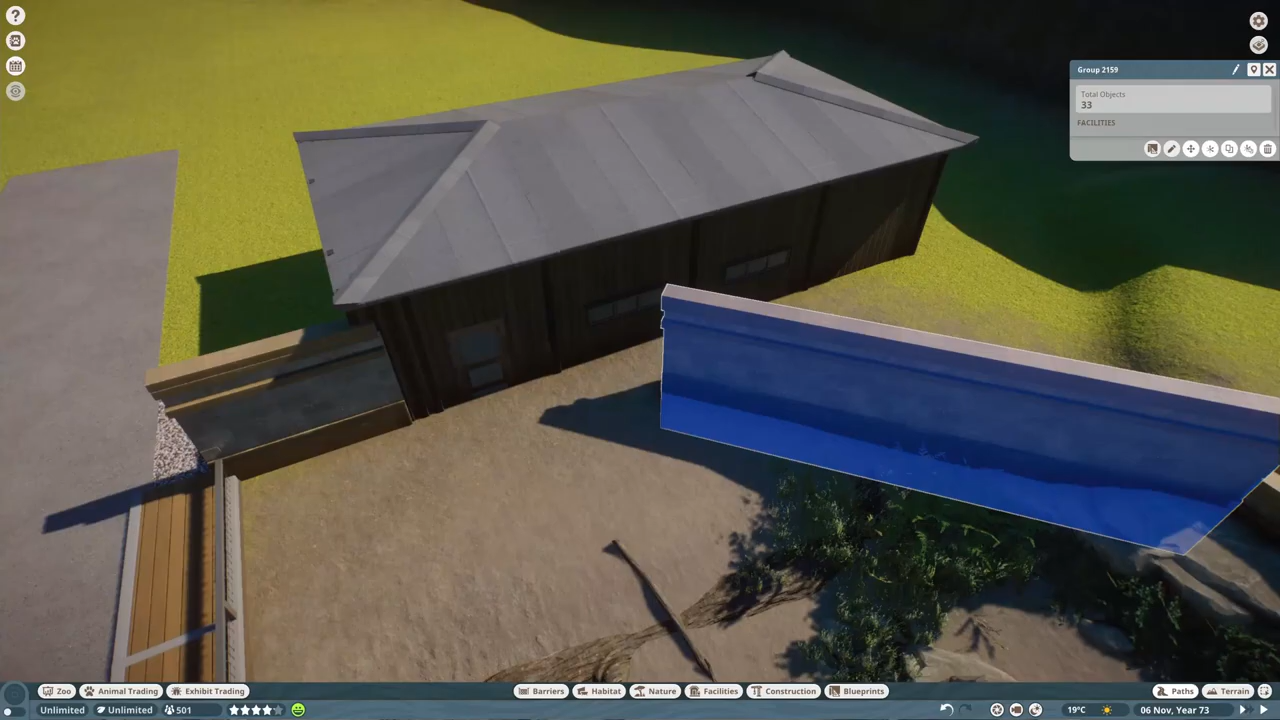 Group 2159
Total Objects
33
FACILITIES
Zoo
Animal Trading
Exhibit Trading
Barriers
Habitat
Nature
Facilities
Construction
Blueprints
Paths
Terrain
Unlimited
Unlimited
501
19°C
06 Nov, Year 73